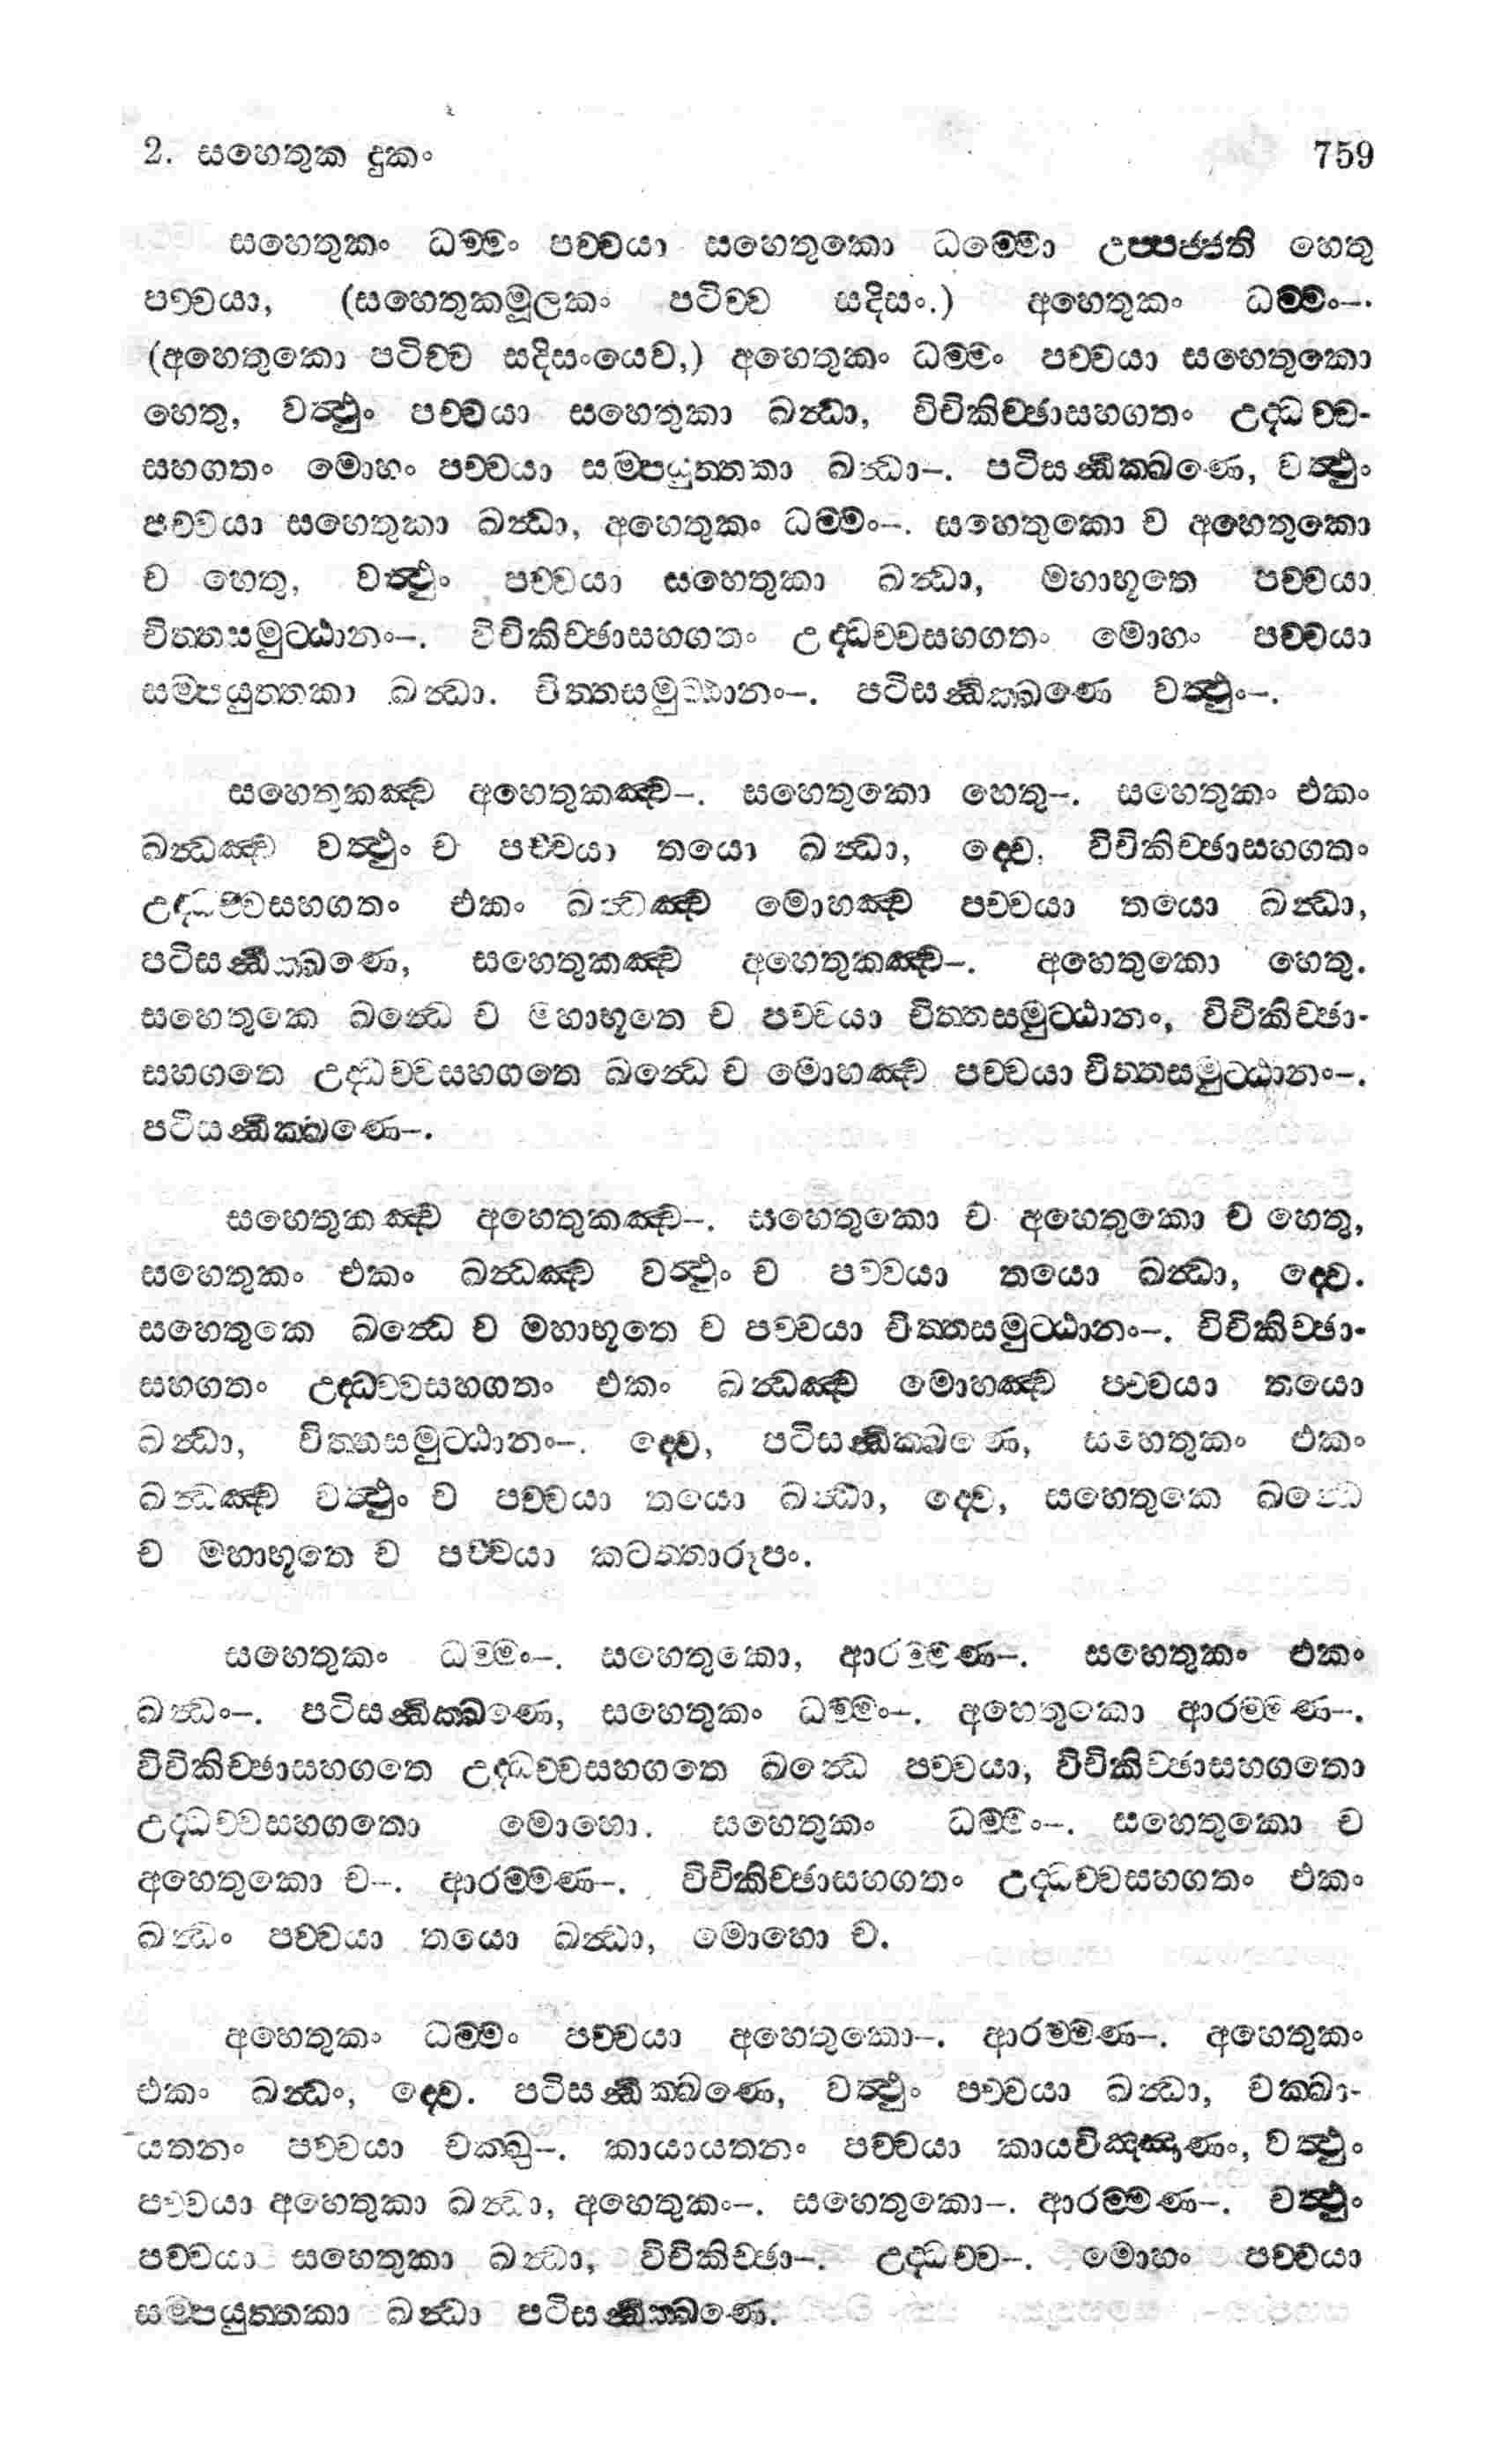 2. සහෙතුක දුකං 759
සහෙතුකං ධම්මං පච්චයා සහෙතුකො ධම්මො උප්පජ්ජති හෙතු
පච්චයා, (සහෙතුකමූලකං පටිච්ච සදිසං.) අහෙතුකං ධම්මං–.
(අහෙතුකො පටිච්ච සදිසංයෙව,) අහෙතුකං ධම්මං පච්චයා සහෙතුකො
හෙතු, වත්‍ථුං පච්චයා සහෙතුකා ඛන්‍ධා, විචිකිච්ඡාසහගතං උද්‍ධච්ච-
සහගතං මොහං පච්චයා සම්පයුත්තකා ඛන්‍ධා–. පටිසන්‍ධික්ඛණෙ, වත්‍ථුං
පච්චයා සහෙතුකා ඛන්‍ධා, අහෙතුකං ධම්මං–. සහෙතුකො ච අහෙතුකො
ච හෙතු, වත්‍ථුං පච්චයා සහෙතුකා ඛන්‍ධා, මහාභූතෙ පච්චයා
චිත්තසමුට්ඨානං–. විචිකිච්ඡාසහගතං උද්‍ධච්චසහගතං මොහං පච්චයා
සම්පයුත්තකා ඛන්‍ධා. චිත්තසමුට්ඨානං–. පටිසන්‍ධික්ඛණෙ වත්‍ථුං–.
සහෙතුකඤ්ච අහෙතුකඤ්ච–. සහෙතුකො හෙතු–. සහෙතුකං එකං
ඛන්‍ධඤ්ච වත්‍ථුං ච පච්චයා තයො ඛන්‍ධා, ද්‍වෙ, විචිකිච්ඡාසහගතං
උද්‍ධච්චසහගතං එකං ඛන්‍ධඤ්ච මොහඤ්ච පච්චයා තයො ඛන්‍ධා,
පටිසන්‍ධික්ඛණෙ, සහෙතුකඤ්ච අහෙතුකඤ්ච–. අහෙතුකො හෙතු.
සහෙතුකෙ ඛන්‍ධෙ ච මහාභූතෙ ච පච්චයා චිත්තසමුට්ඨානං, විචිකිච්ඡා-
සහගතෙ උද්‍ධච්චසහගතෙ ඛන්‍ධෙ ච මොහඤ්ච පච්චයා චිත්තසමුට්ඨානං–.
පටිසන්‍ධික්ඛණෙ–.
සහෙතුකඤ්ච අහෙතුකඤ්ච–. සහෙතුකො ච අහෙතුකො ච හෙතු,
සහෙතුකං එකං ඛන්‍ධඤ්ච වත්‍ථුං ච පච්චයා තයො ඛන්‍ධා, ද්‍වෙ.
සහෙතුකෙ ඛන්‍ධෙ ච මහාභූතෙ ච පච්චයා චිත්තසමුට්ඨානං–. විචිකිච්ඡා-
සහගතං උද්‍ධච්චසහගතං එකං ඛන්‍ධඤ්ච මොහඤ්ච පච්චයා තයො
ඛන්‍ධා, චිත්තසමුට්ඨානං–. ද්‍වෙ, පටිසන්‍ධික්ඛණෙ, සහෙතුකං එකං
ඛන්‍ධඤ්ච වත්‍ථුං ච පච්චයා තයො ඛන්‍ධා, ද්‍වෙ, සහෙතුකෙ ඛන්‍ධෙ
ච මහාභූතෙ ච පච්චයා කටත්තාරූපං.
සහෙතුකං ධම්මං–. සහෙතුකො, ආරම්මණ–. සහෙතුකං එකං
ඛන්‍ධං–. පටිසන්‍ධික්ඛණෙ, සහෙතුකං ධම්මං–. අහෙතුකො ආරම්මණ–.
විචිකිච්ඡාසහගතෙ උද්‍ධච්චසහගතෙ ඛන්‍ධෙ පච්චයා, විචිකිච්ඡාසහගතො
උද්‍ධච්චසහගතො මොහො. සහෙතුකං ධම්මං–. සහෙතුකො ච
අහෙතුකො ච–. ආරම්මණ–. විචිකිච්ඡාසහගතං උද්‍ධච්චසහගතං එකං
ඛන්‍ධං පච්චයා තයො ඛන්‍ධා, මොහො ච.
අහෙතුකං ධම්මං පච්චයා අහෙතුකො–. ආරම්මණ–. අහෙතුකං
එකං ඛන්‍ධං, ද්‍වෙ. පටිසන්‍ධික්ඛණෙ, වත්‍ථුං පච්චයා ඛන්‍ධා, චක්ඛා-
යතනං පච්චයා චක්ඛු–. කායායතනං පච්චයා කායවිඤ්ඤාණං, වත්‍ථුං
පච්චයා අහෙතුකා ඛන්‍ධා, අහෙතුකං–. සහෙතුකො–. ආරම්මණ–. වත්‍ථුං
පච්චයා සහෙතුකා ඛන්‍ධා, විචිකිච්ඡා–. උද්‍ධච්ච–. මොහං පච්චයා
සම්පයුත්තකා ඛන්‍ධා පටිසන්‍ධික්ඛණෙ.